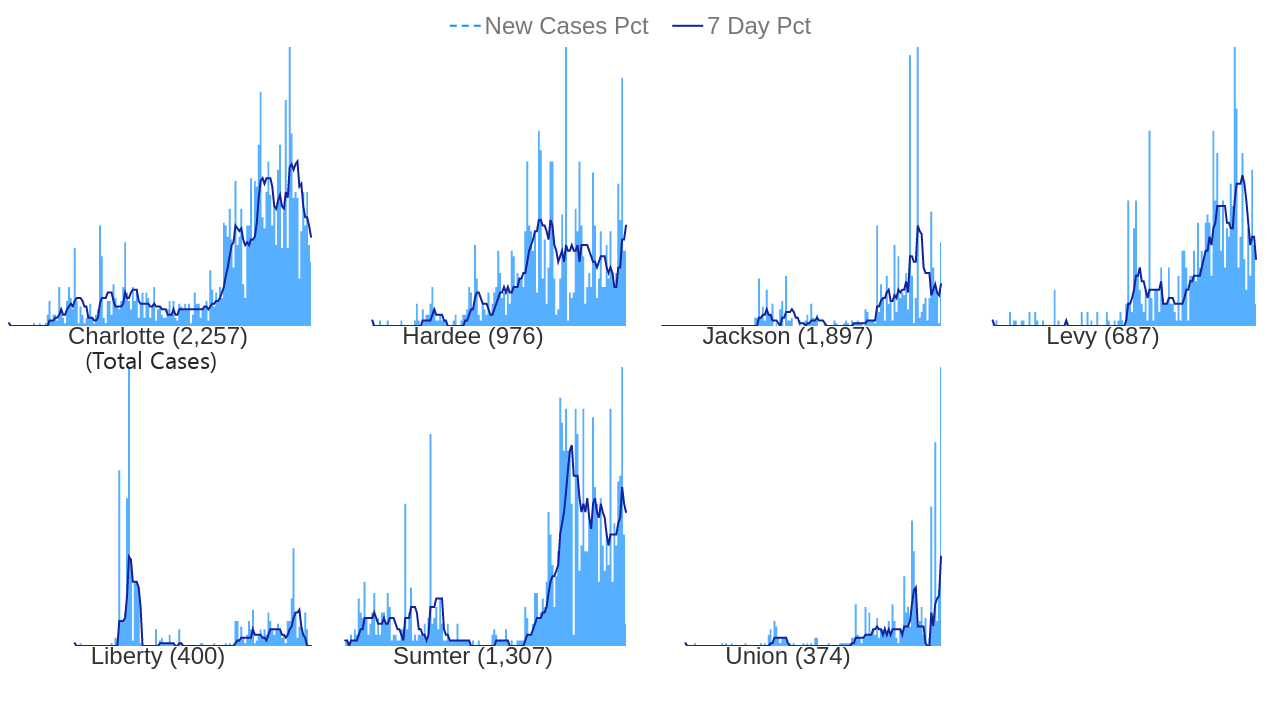 New Cases Pct 7 Day Pct
Charlotte (2,257) Hardee (976) Jackson (1,897) Levy (687)
(Total Cases)
Liberty (400) Sumter (1,307) Union (374)